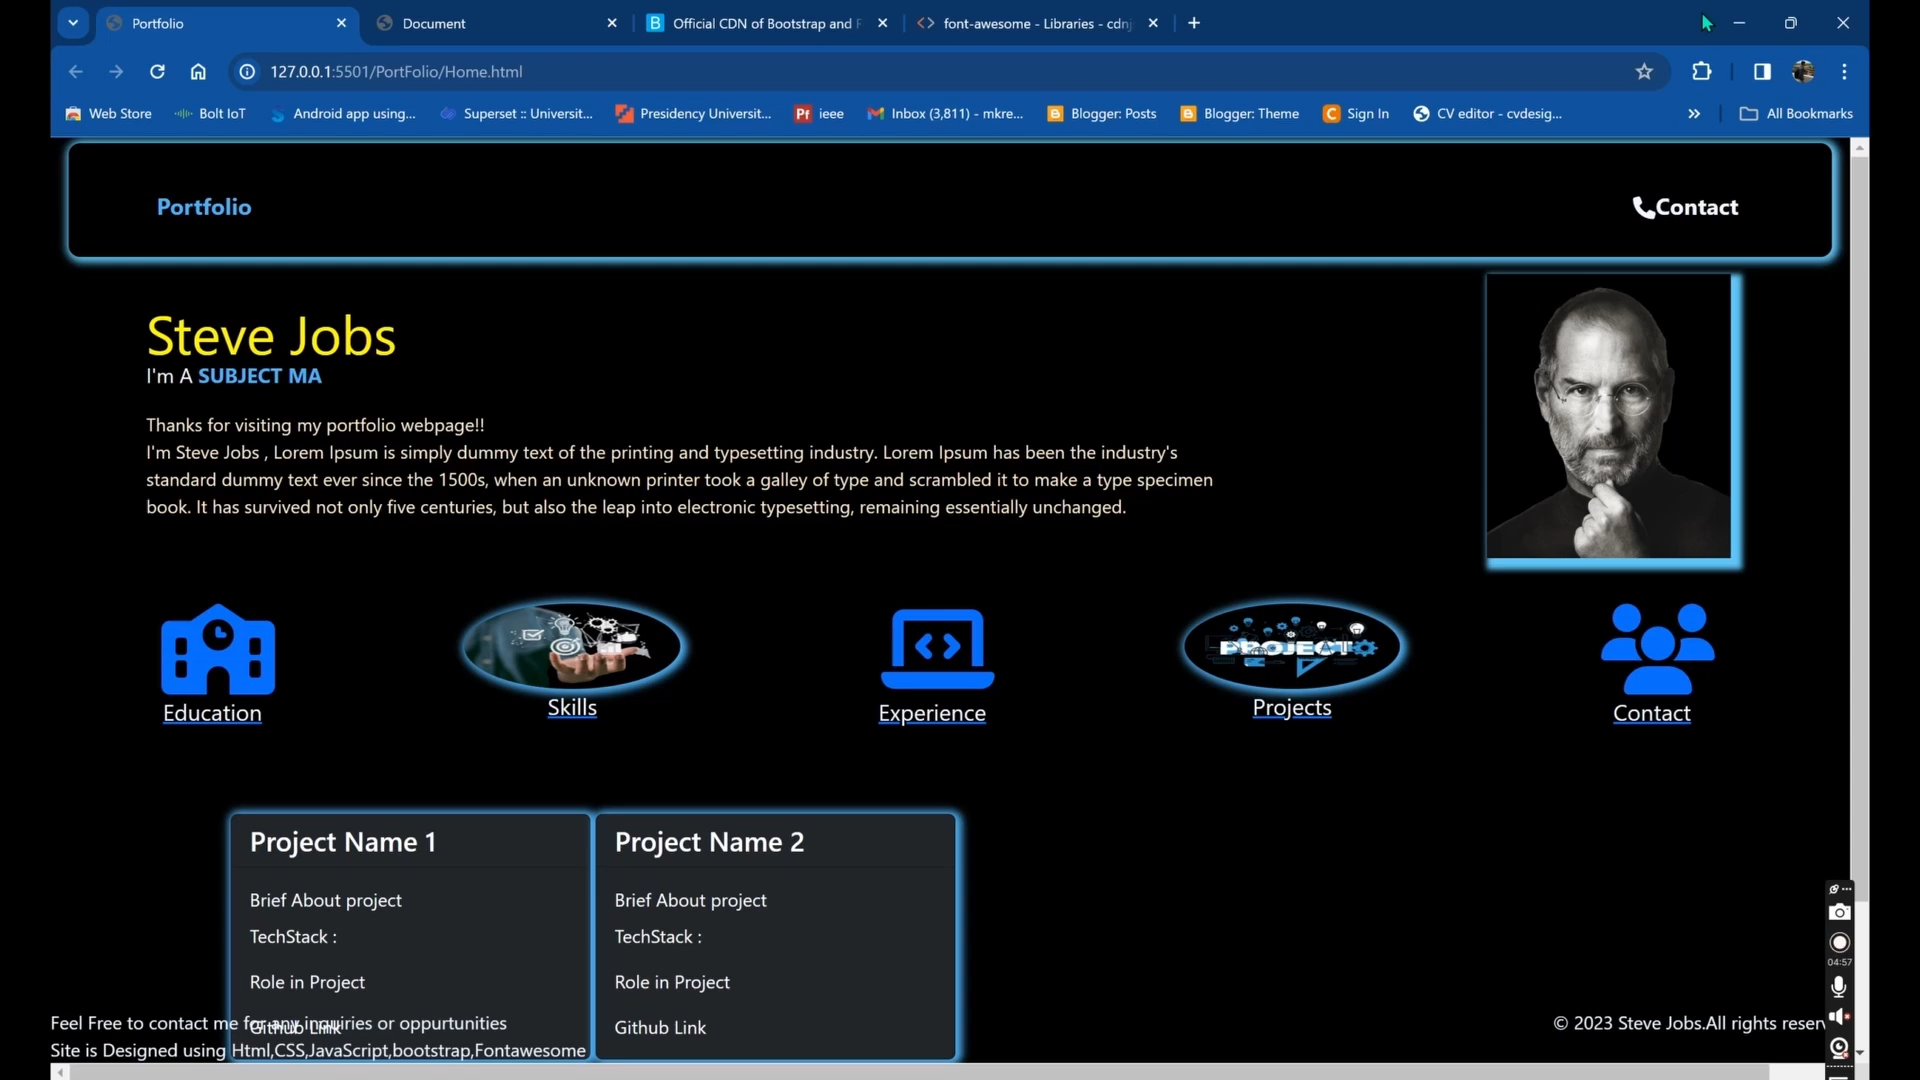 Portfolio
Document
Official CDN of Bootstrap and F
font-awesome - Libraries - cdnj
127.0.0.1:5501/PortFolio/Home.html
Web Store
Bolt IoT
Android app using...
Superset :: Universit...
Presidency Universit...
Pf ieee
Inbox (3,811) - mkre...
Blogger: Posts
Blogger: Theme
Sign In
CV editor - cvdesig...
All Bookmarks
Portfolio
Contact
Steve Jobs
I'm A SUBJECT MA
Thanks for visiting my portfolio webpage!!
I'm Steve Jobs , Lorem Ipsum is simply dummy text of the printing and typesetting industry. Lorem Ipsum has been the industry's
standard dummy text ever since the 1500s, when an unknown printer took a galley of type and scrambled it to make a type specimen
book. It has survived not only five centuries, but also the leap into electronic typesetting, remaining essentially unchanged.
PROJECT
Education
Skills
Experience
Projects
Contact
Project Name 1
Brief About project
TechStack :
Role in Project
Github Link
Project Name 2
Brief About project
TechStack :
Role in Project
Github Link
Feel Free to contact me for any inquiries or oppurtunities
Site is Designed using Html,CSS,JavaScript,bootstrap,Fontawesome
© 2023 Steve Jobs.All rights reserv
04:57